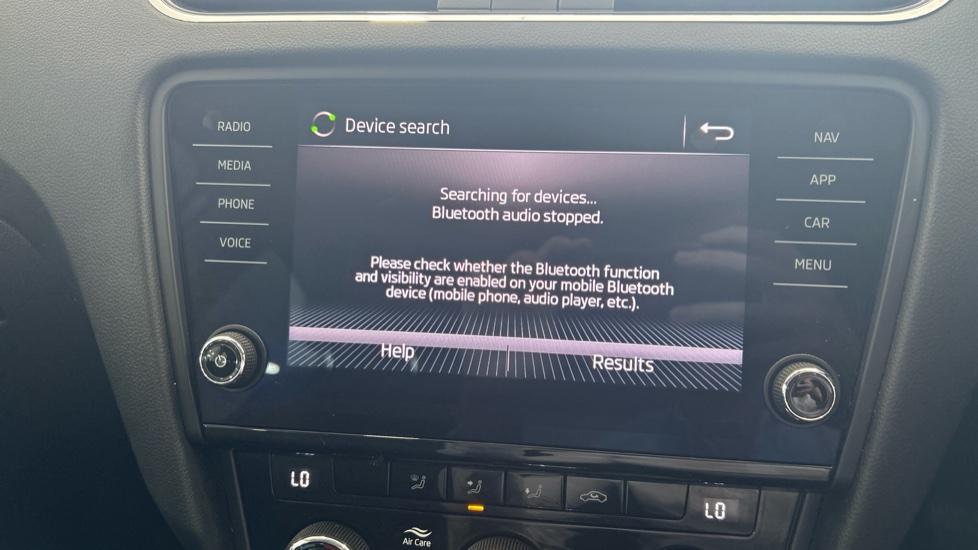 RADIO
MEDIA
PHONE
VOICE
Device search
Searching for devices...
Bluetooth audio stopped.
Please check whether the Bluetooth function
and visibility are enabled on your mobile Bluetooth
device (mobile phone, audio player, etc.).
Help
Results
NAV
APP
CAR
MENU
LO
LO
Air Care